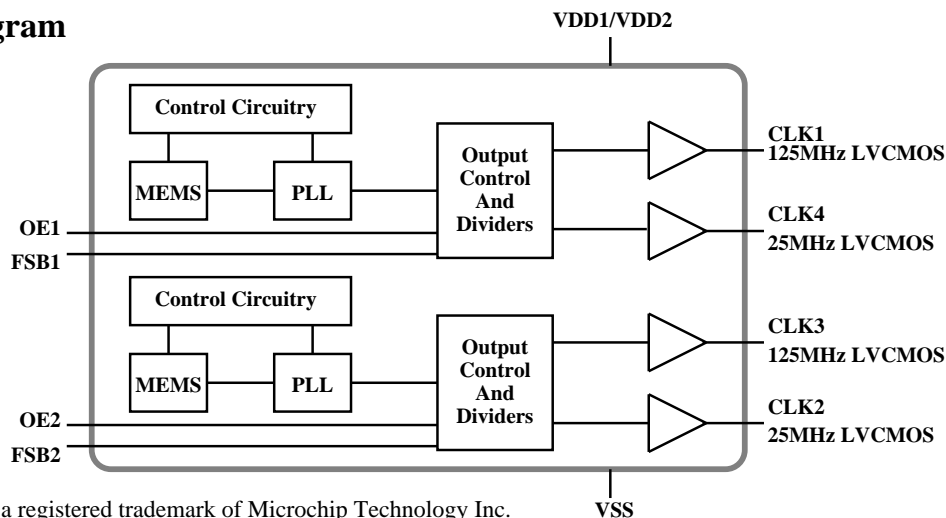 gram
VDD1/VDD2
Control Circuitry
MEMS
PLL
Output
Control
And
Dividers
CLK1
125MHz LVCMOS
CLK4
25MHz LVCMOS
OE1
FSB1
Control Circuitry
MEMS
PLL
Output
Control
And
Dividers
CLK3
125MHz LVCMOS
CLK2
25MHz LVCMOS
OE2
FSB2
VSS
a registered trademark of Microchip Technology Inc.